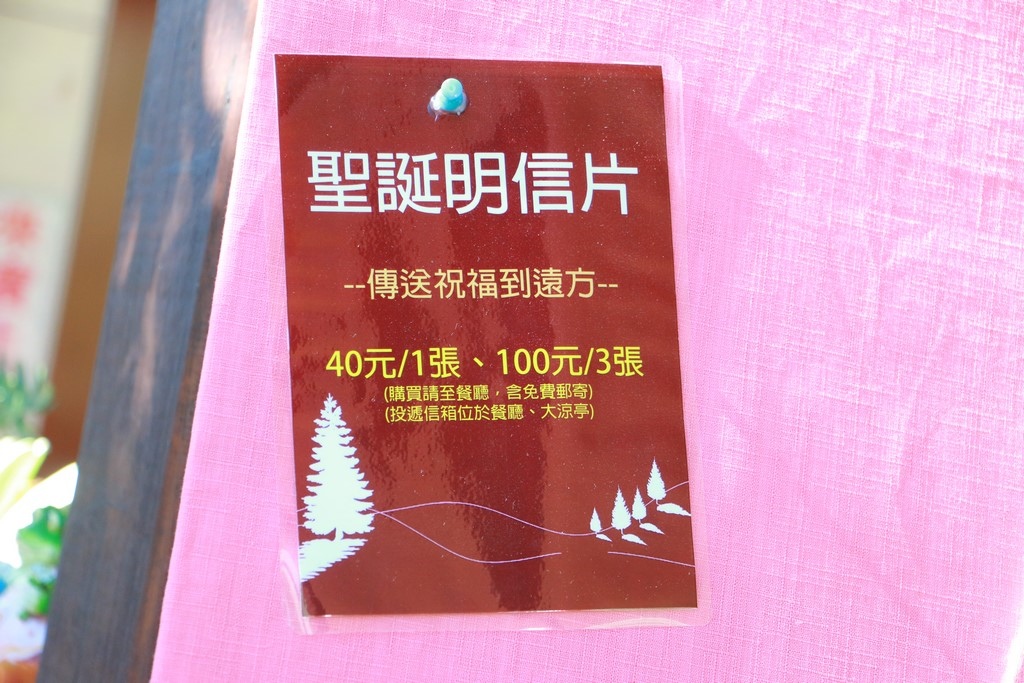 聖誕明信片
--傳送祝福到遠方--
40元/1張、100元/3張
(購買請至餐廳，含免費郵寄)
(投遞信箱位於餐廳、大涼亭)